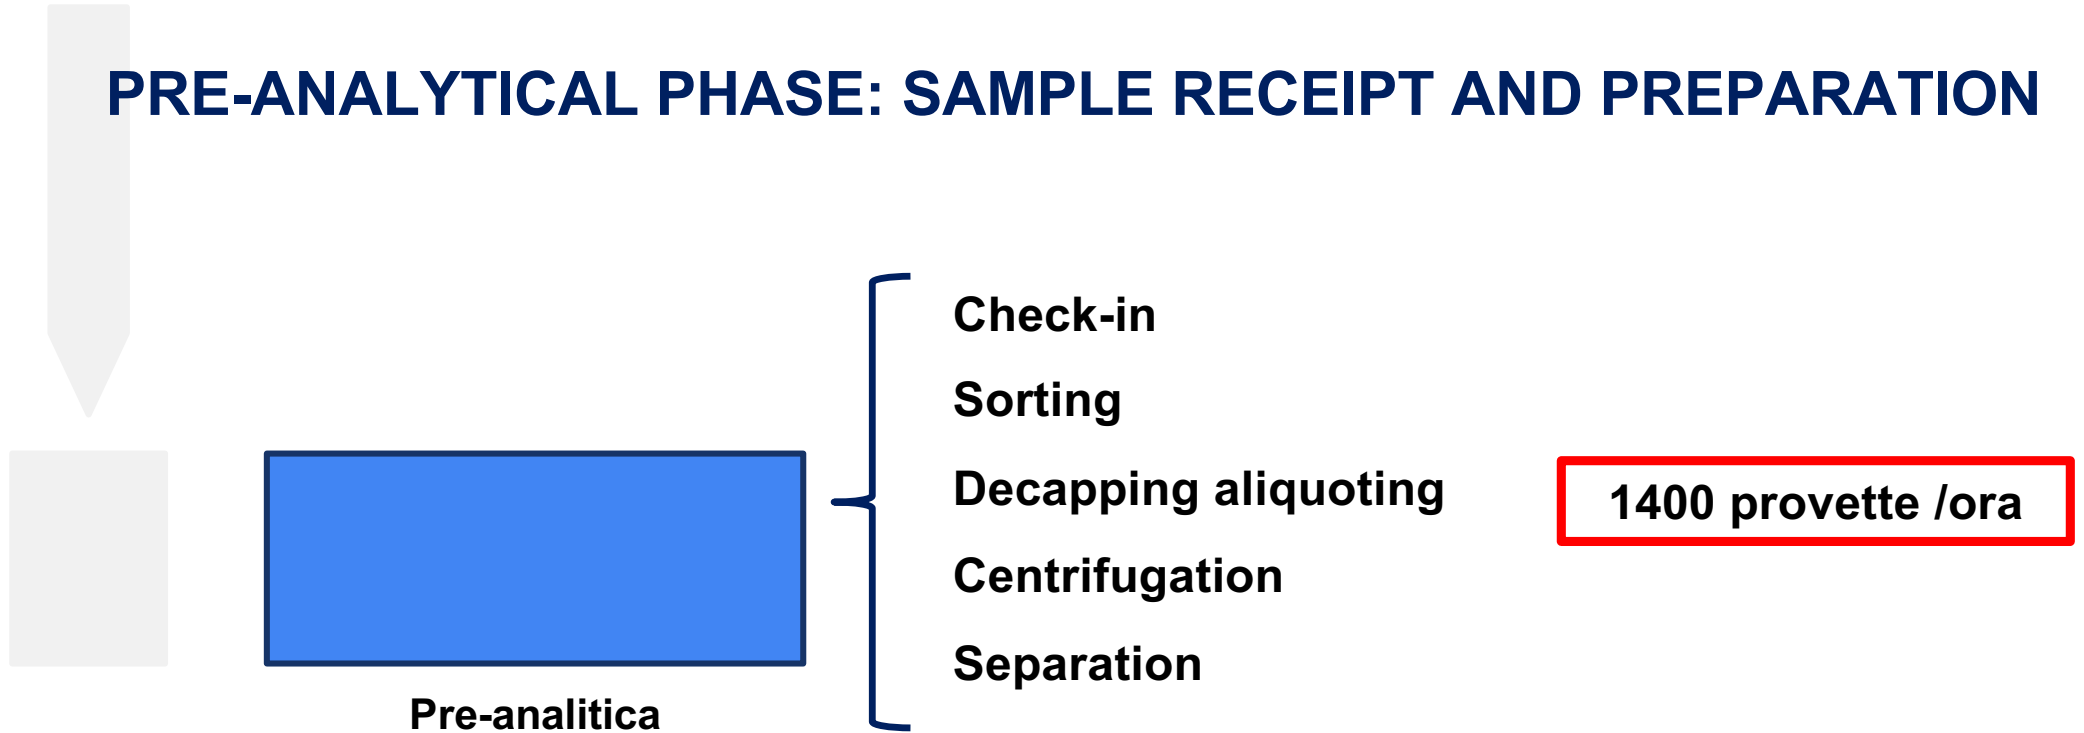 PRE-ANALYTICAL PHASE: SAMPLE RECEIPT AND PREPARATION
Check-in
Sorting
Decapping aliquoting
Centrifugation
Separation
1400 provette /ora
Pre-analitica